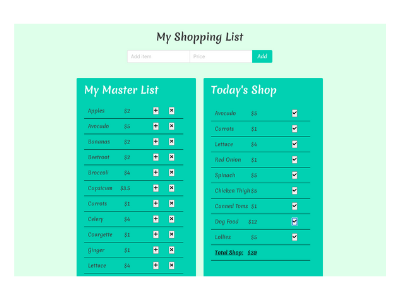 My Shopping List
Add Item
Price
Add
My Master List
Apples $2
Avocado $3
Bananas $2
Beetroot $3
Broccoli $4
Capsicum $2.5
Carrots $1
Celery $4
Courgette $1
Ginger $5
Lettuce $4
Today's Shop
Avocado $3
Carrots $1
Lettuce $4
Red Onion $1
Spinach $3
Chicken Thighs
Canned Tomo $1
Dog Food $12
Lollies $5
Total Shop: $39